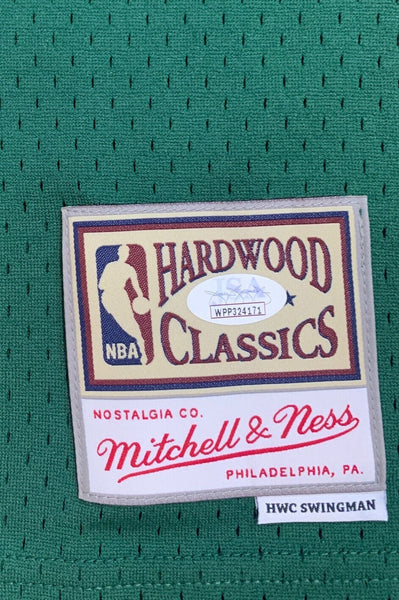 HARDWOOD
WPP324171
NBA
CLASSICS
NOSTALGIA CO.
Mitchell & Ness
PHILADELPHIA, PA.
HWC SWINGMAN